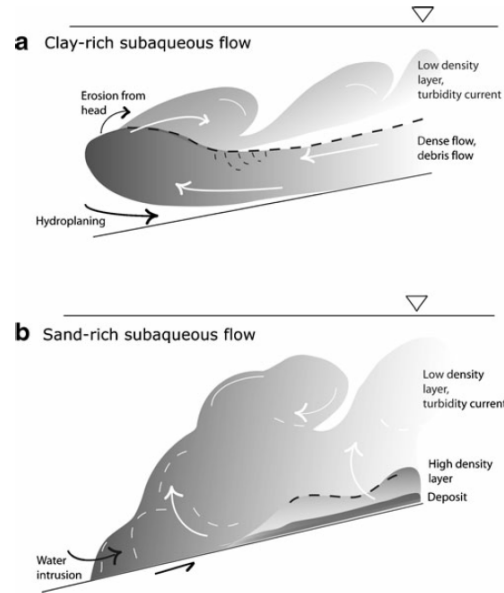 a Clay-rich subaqueous flow
Erosion from
head
Low density
layer,
turbidity current
Dense flow,
debris flow
Hydroplaning
b Sand-rich subaqueous flow
Low density
layer,
turbidity current
High density
layer
Deposit
Water
intrusion